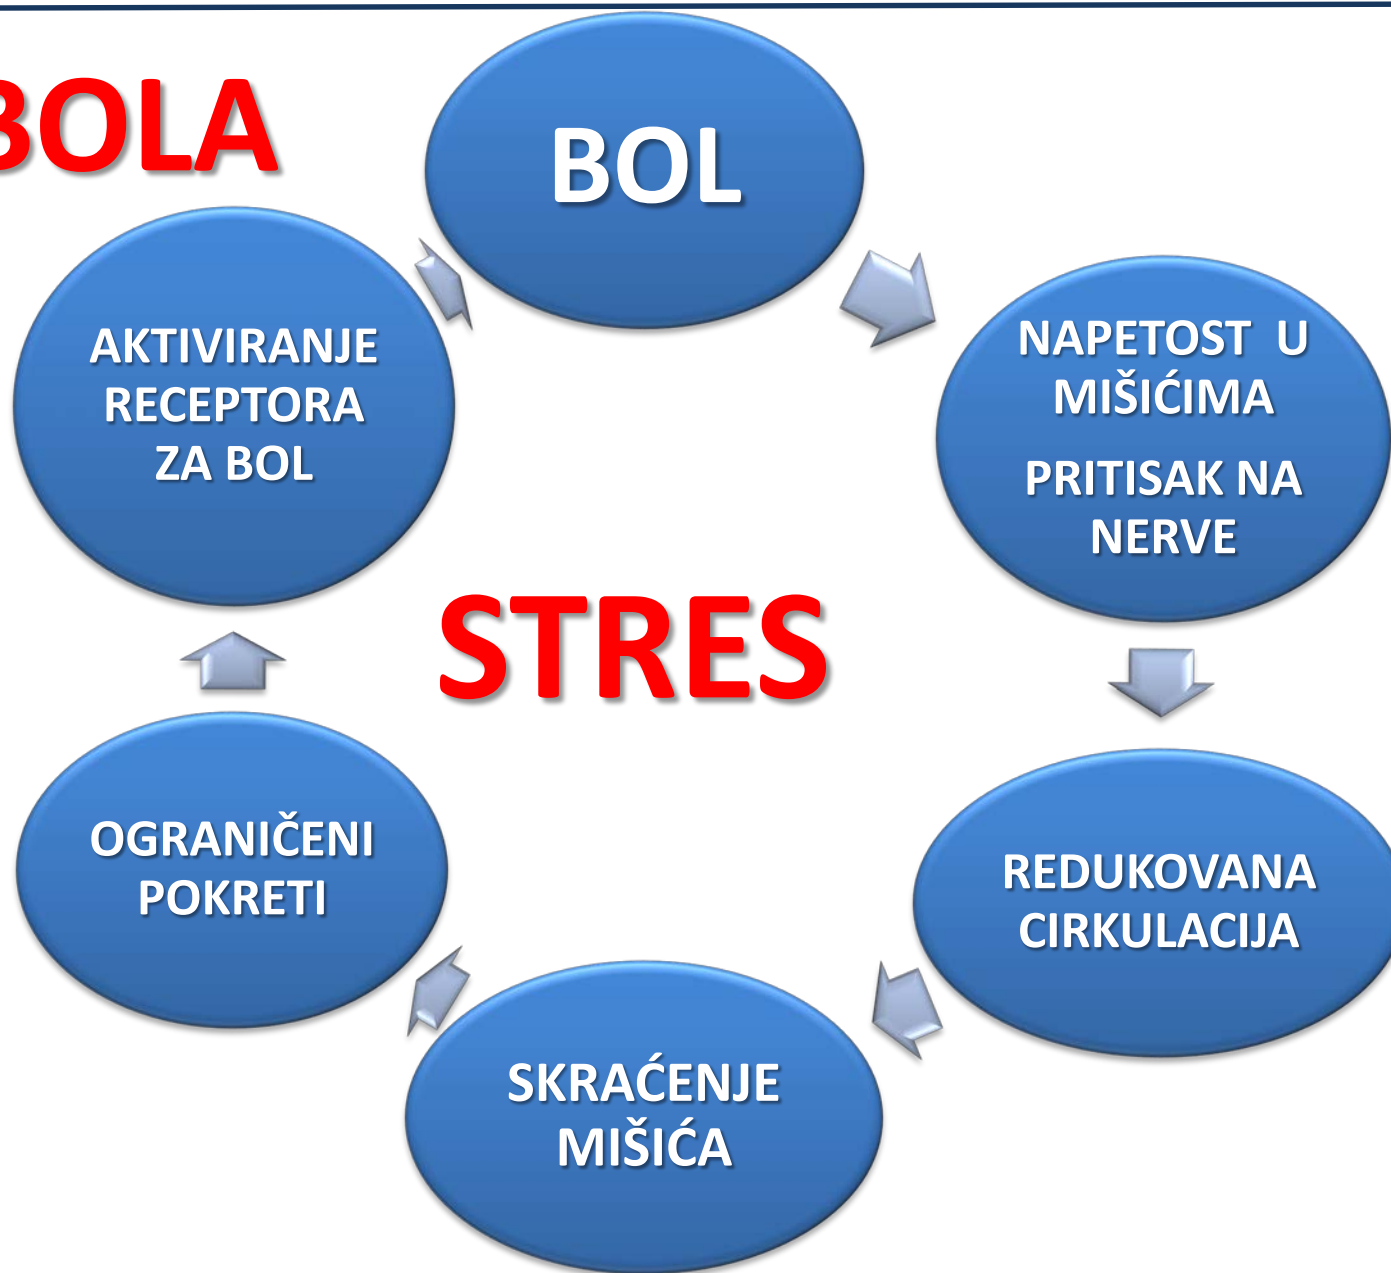 BOLA
BOL
NAPETOST U
MIŠIĆIMA
PRITISAK NA
NERVE
REDUKOVANA
CIRKULACIJA
SKRAĆENJE
MIŠIĆA
OGRANIČENI
POKRETI
AKTIVIRANJE
RECEPTORA
ZA BOL
STRES